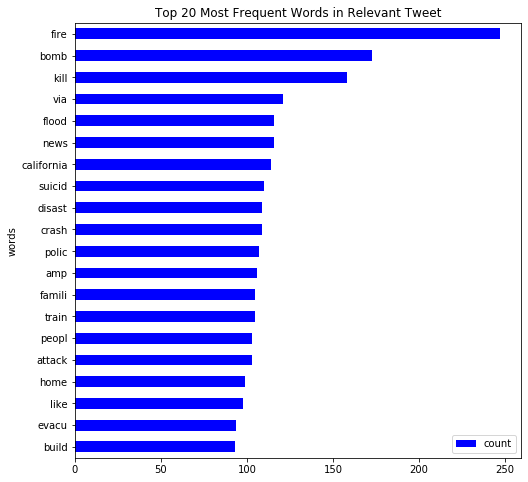 Top 20 Most Frequent Words in Relevant Tweet
fire
bomb
kill
via
flood
news
california
suicid
disast
crash
polic
amp
famili
train
peopl
attack
home
like
evacu
build
words
count
0 50 100 150 200 250